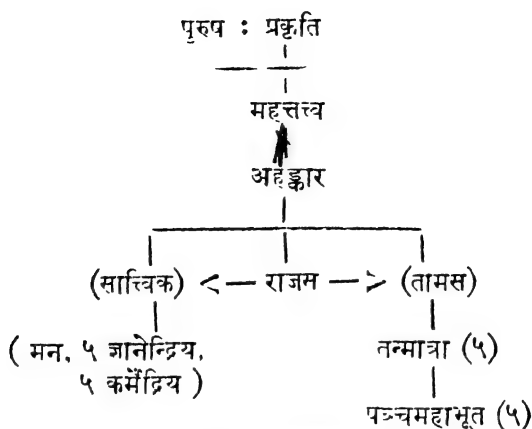 पुरुष : प्रकृति
महत्तत्त्व
अहङ्कार
(सात्त्विक) <— राजस —> (तामस)
( मन, ५ ज्ञानेन्द्रिय, तन्मात्रा (५)
५ कर्मेंद्रिय )
पञ्चमहाभूत (५)